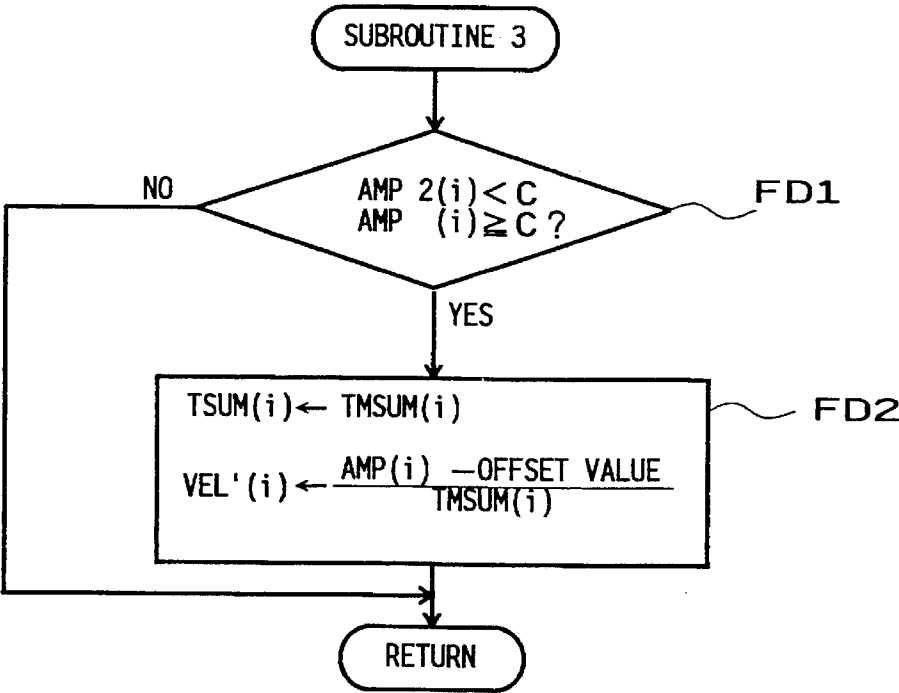 SUBROUTINE 3
NO
AMP 2(i)<C
AMP (i)≧C?
FD1
YES
TSUM(i)← TMSUM(i)
FD2
VEL'(i)← AMP(i) —OFFSET VALUE
TMSUM(i)
RETURN